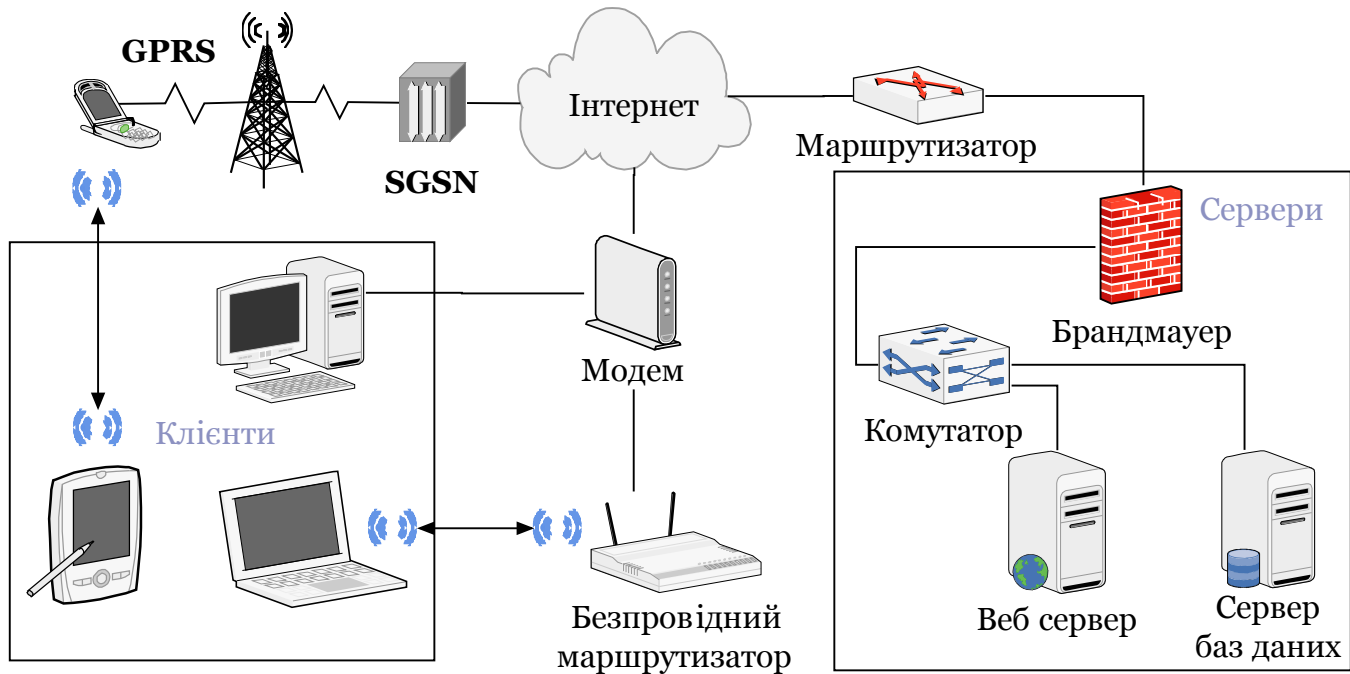 GPRS
SGSN
Інтернет
Маршрутизатор
Сервери
Брандмауер
Модем
Комутатор
Клієнти
Безпровідний
маршрутизатор
Веб сервер
Сервер
баз даних